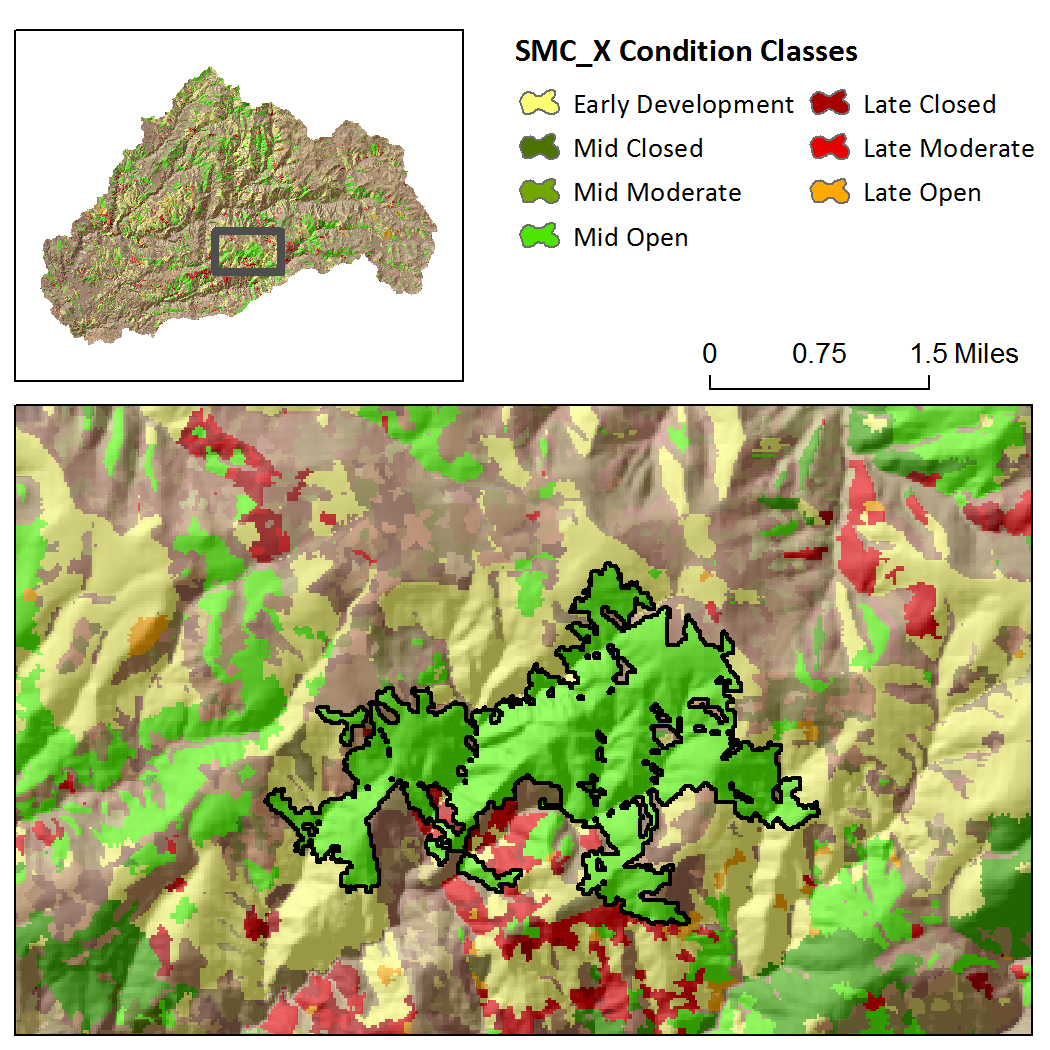 SMC_X Condition Classes
Early Development
Mid Closed
Mid Moderate
Mid Open
Late Closed
Late Moderate
Late Open
0 0.75 1.5 Miles